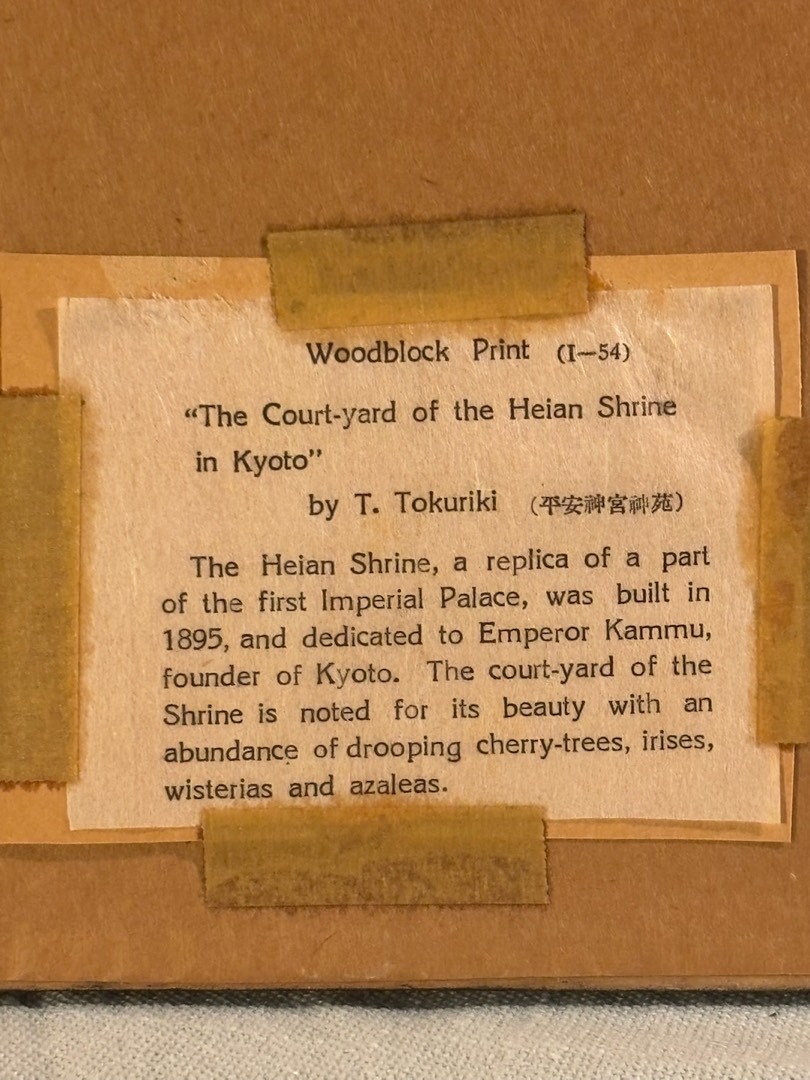 Woodblock Print (I—54)
“The Court-yard of the Heian Shrine
in Kyoto”
by T. Tokuriki (平安神宮神苑)
The Heian Shrine, a replica of a part
of the first Imperial Palace, was built in
1895, and dedicated to Emperor Kammu,
founder of Kyoto. The court-yard of the
Shrine is noted for its beauty with an
abundance of drooping cherry-trees, irises,
wisterias and azaleas.